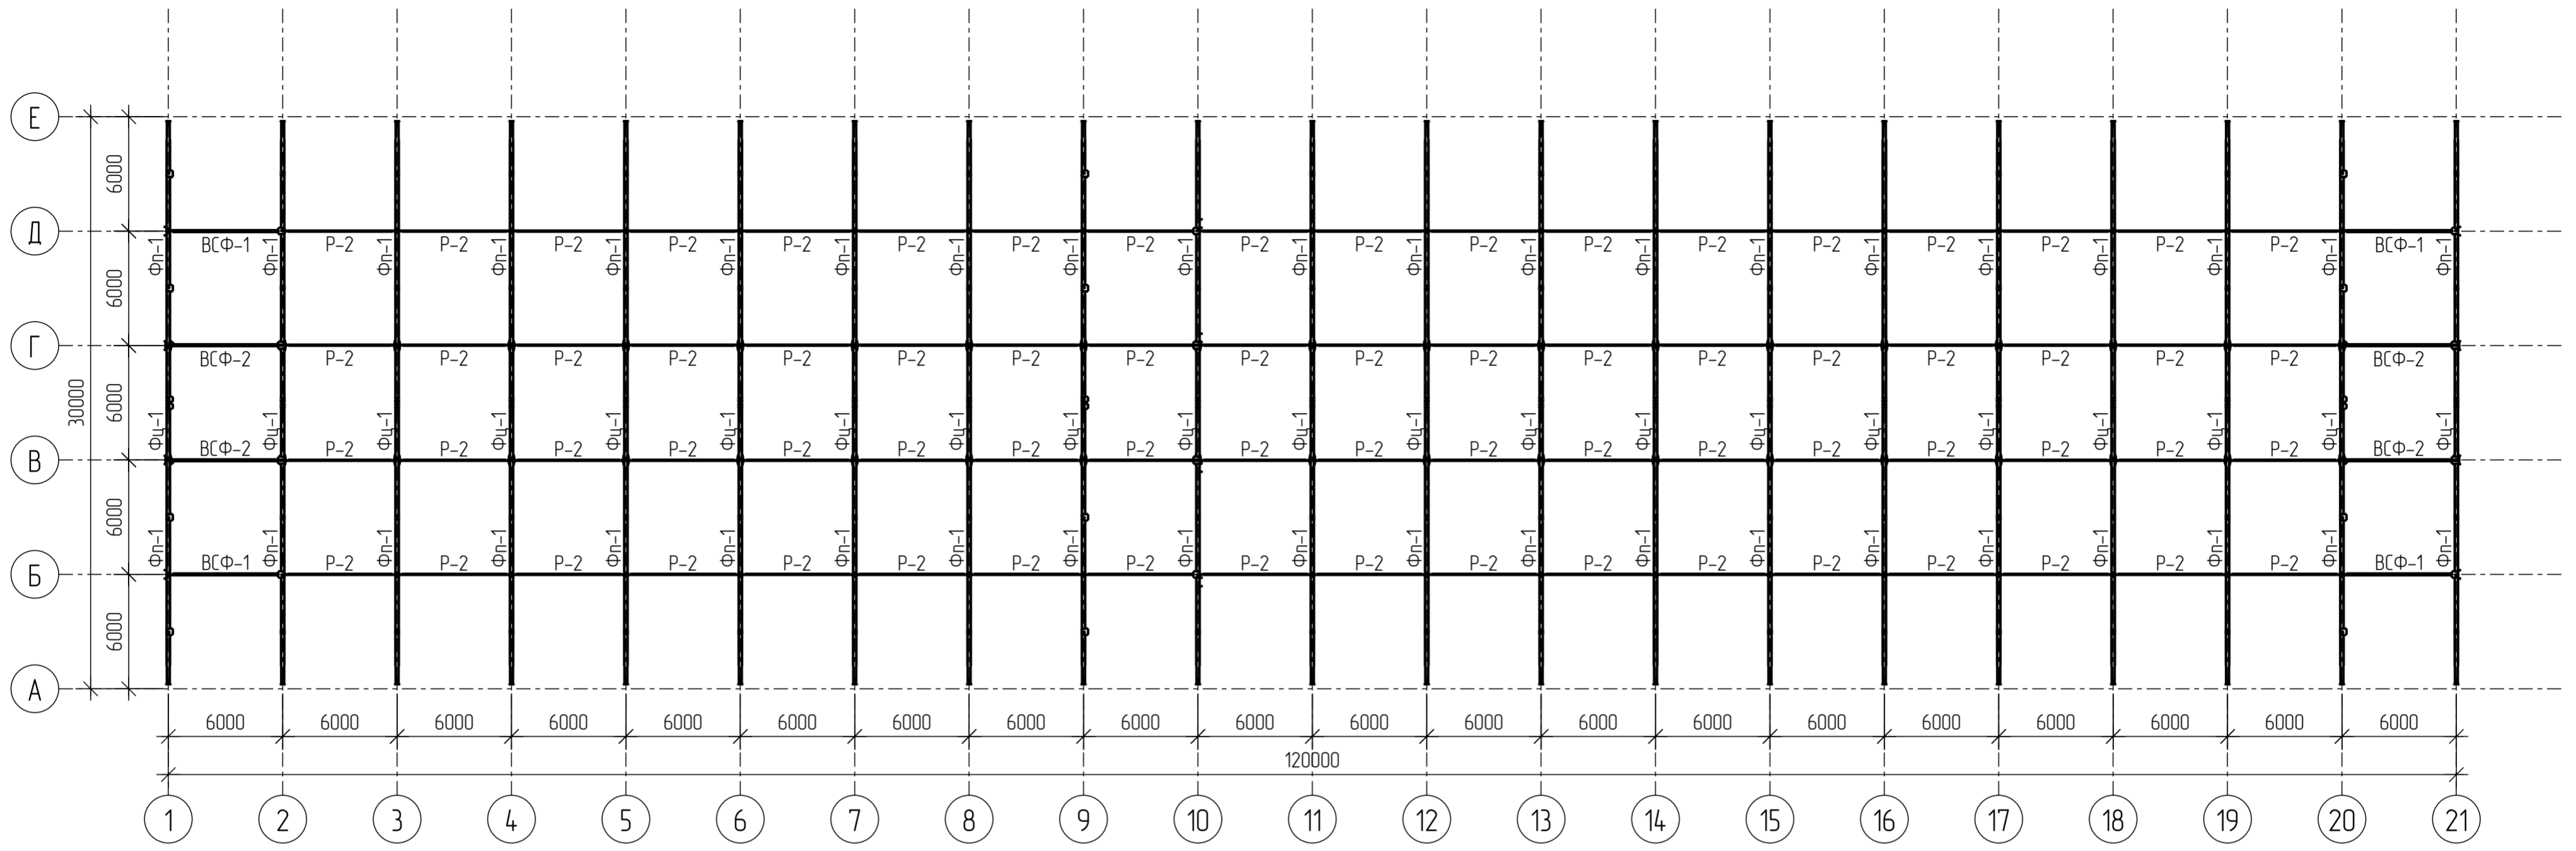 Е
6000
Д
ВСФ-1 Р-2 Р-2 Р-2 Р-2 Р-2 Р-2 Р-2 Р-2 Р-2 Р-2 Р-2 Р-2 Р-2 Р-2 Р-2 Р-2 Р-2 Р-2 ВСФ-1
Фп-1 Фп-1 Фп-1 Фп-1 Фп-1 Фп-1 Фп-1 Фп-1 Фп-1 Фп-1 Фп-1 Фп-1 Фп-1 Фп-1 Фп-1 Фп-1 Фп-1 Фп-1 Фп-1 Фп-1 Фп-1
6000
Г
ВСФ-2 Р-2 Р-2 Р-2 Р-2 Р-2 Р-2 Р-2 Р-2 Р-2 Р-2 Р-2 Р-2 Р-2 Р-2 Р-2 Р-2 Р-2 Р-2 ВСФ-2
30000
6000
Фц-1 Фц-1 Фц-1 Фц-1 Фц-1 Фц-1 Фц-1 Фц-1 Фц-1 Фц-1 Фц-1 Фц-1 Фц-1 Фц-1 Фц-1 Фц-1 Фц-1 Фц-1 Фц-1 Фц-1 Фц-1
ВСФ-2 Р-2 Р-2 Р-2 Р-2 Р-2 Р-2 Р-2 Р-2 Р-2 Р-2 Р-2 Р-2 Р-2 Р-2 Р-2 Р-2 Р-2 Р-2 ВСФ-2
В
6000
Фп-1 Фп-1 Фп-1 Фп-1 Фп-1 Фп-1 Фп-1 Фп-1 Фп-1 Фп-1 Фп-1 Фп-1 Фп-1 Фп-1 Фп-1 Фп-1 Фп-1 Фп-1 Фп-1 Фп-1 Фп-1
ВСФ-1 Р-2 Р-2 Р-2 Р-2 Р-2 Р-2 Р-2 Р-2 Р-2 Р-2 Р-2 Р-2 Р-2 Р-2 Р-2 Р-2 Р-2 Р-2 ВСФ-1
Б
6000
А
6000 6000 6000 6000 6000 6000 6000 6000 6000 6000 6000 6000 6000 6000 6000 6000 6000 6000 6000 6000
120000
1 2 3 4 5 6 7 8 9 10 11 12 13 14 15 16 17 18 19 20 21